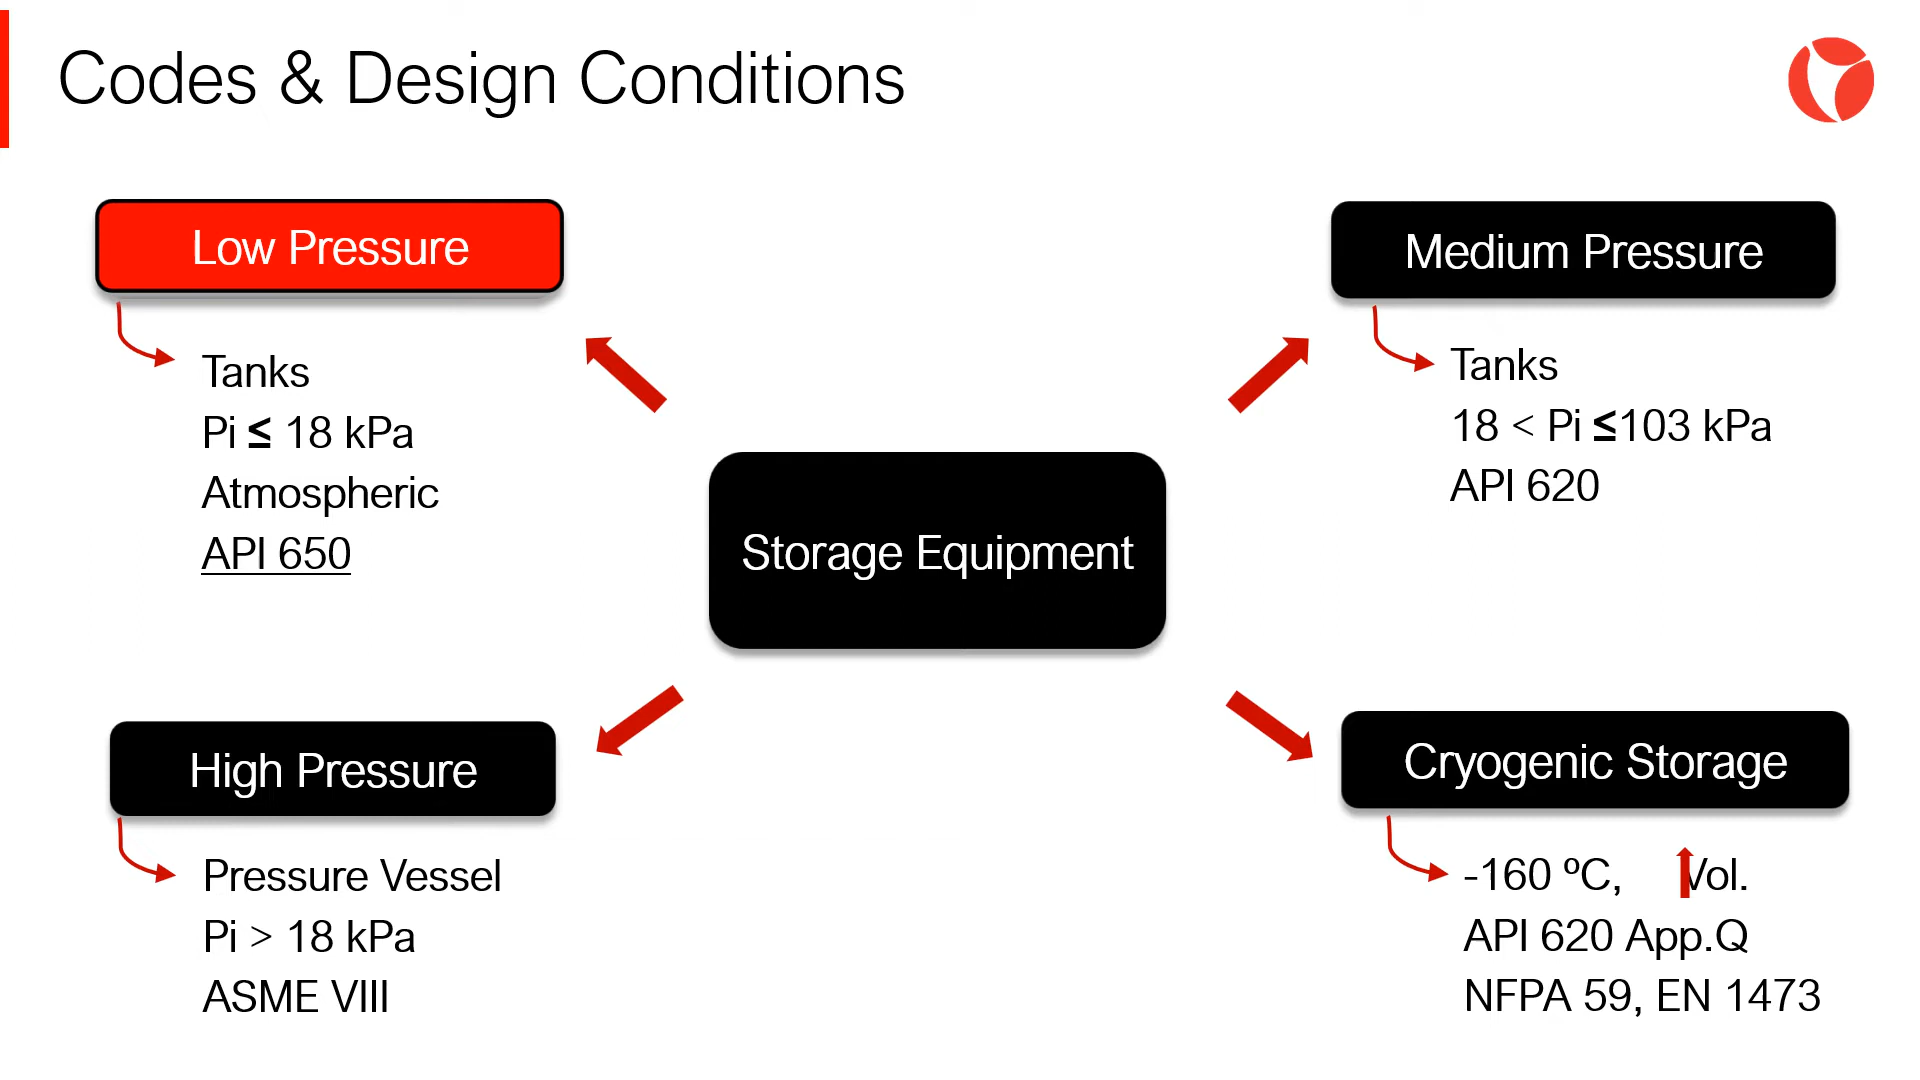 Codes & Design Conditions
Low Pressure
Tanks
Pi ≤ 18 kPa
Atmospheric
API 650
Medium Pressure
Tanks
18 < Pi ≤103 kPa
API 620
Storage Equipment
High Pressure
Pressure Vessel
Pi > 18 kPa
ASME VIII
Cryogenic Storage
-160 ºC, Vol.
API 620 App.Q
NFPA 59, EN 1473